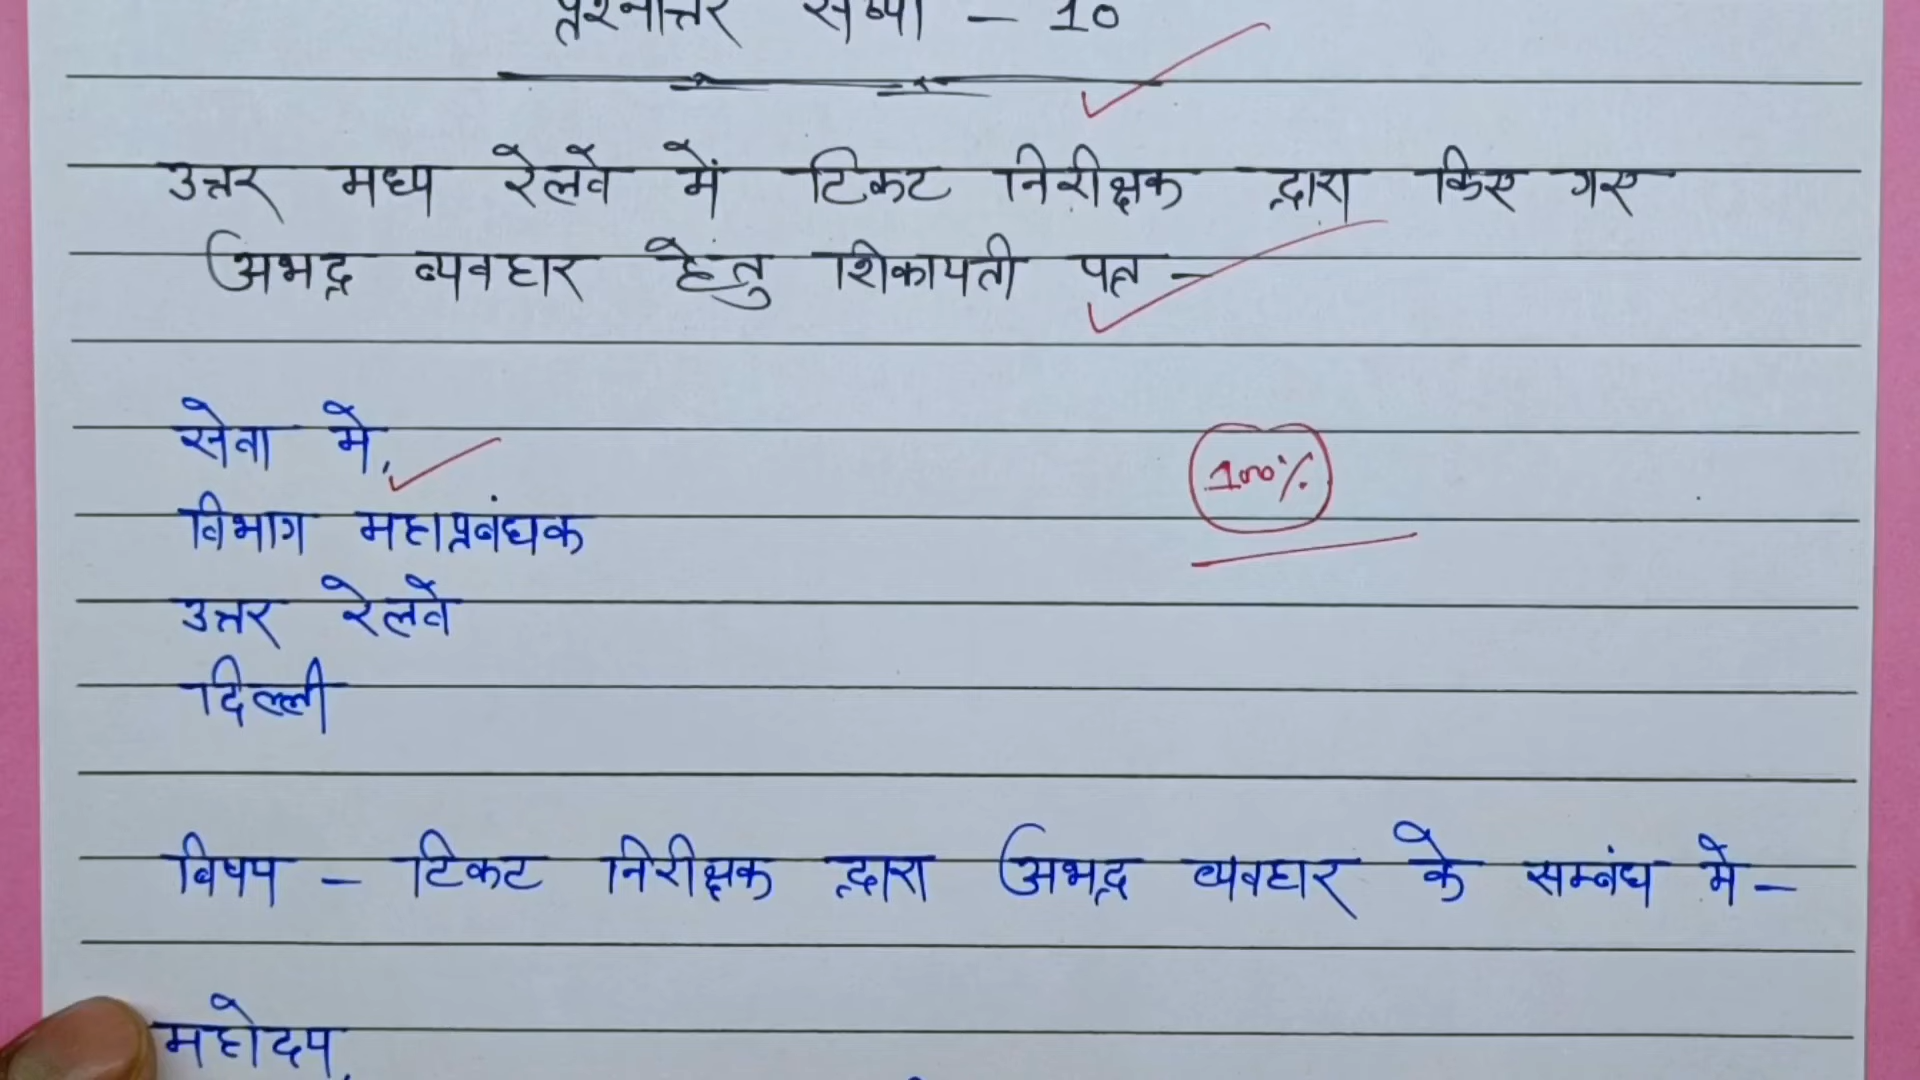 प्रश्नोत्तर संख्या - 10
उत्तर मध्य रेलवे में टिकट निरीक्षक द्वारा किए गए
अभद्र व्यवहार हेतु शिकायती पत्र -
सेवा मे,
100%
विभाग महाप्रबंधक
उत्तर रेलवे
दिल्ली
विषय - टिकट निरीक्षक द्वारा अभद्र व्यवहार के सम्बंध मे -
महोदय,